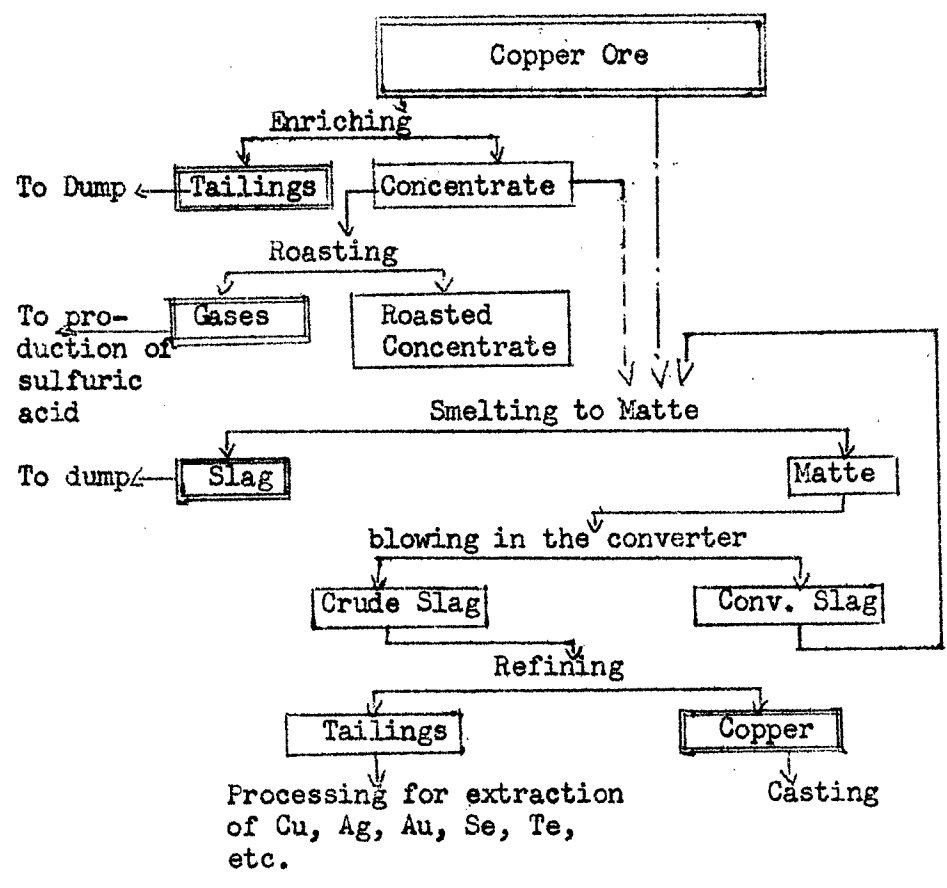 Copper Ore
Enriching
To Dump
Tailings
Concentrate
Roasting
To pro-
duction of
sulfuric
acid
Gases
Roasted
Concentrate
Smelting to Matte
To dump
Slag
Matte
blowing in the converter
Crude Slag
Conv. Slag
Refining
Tailings
Copper
Processing for extraction
of Cu, Ag, Au, Se, Te,
etc.
Casting